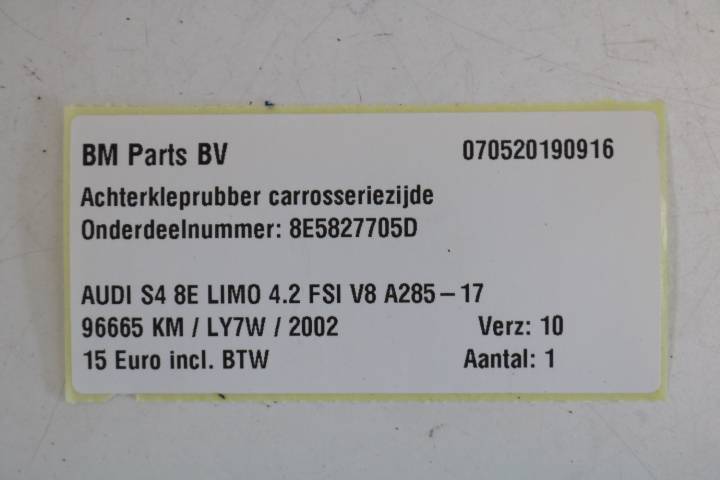 BM Parts BV 070520190916
Achterkleprubber carrosseriezijde
Onderdeelnummer: 8E5827705D
AUDI S4 8E LIMO 4.2 FSI V8 A285-17
96665 KM / LY7W / 2002 Verz: 10
15 Euro incl. BTW Aantal: 1